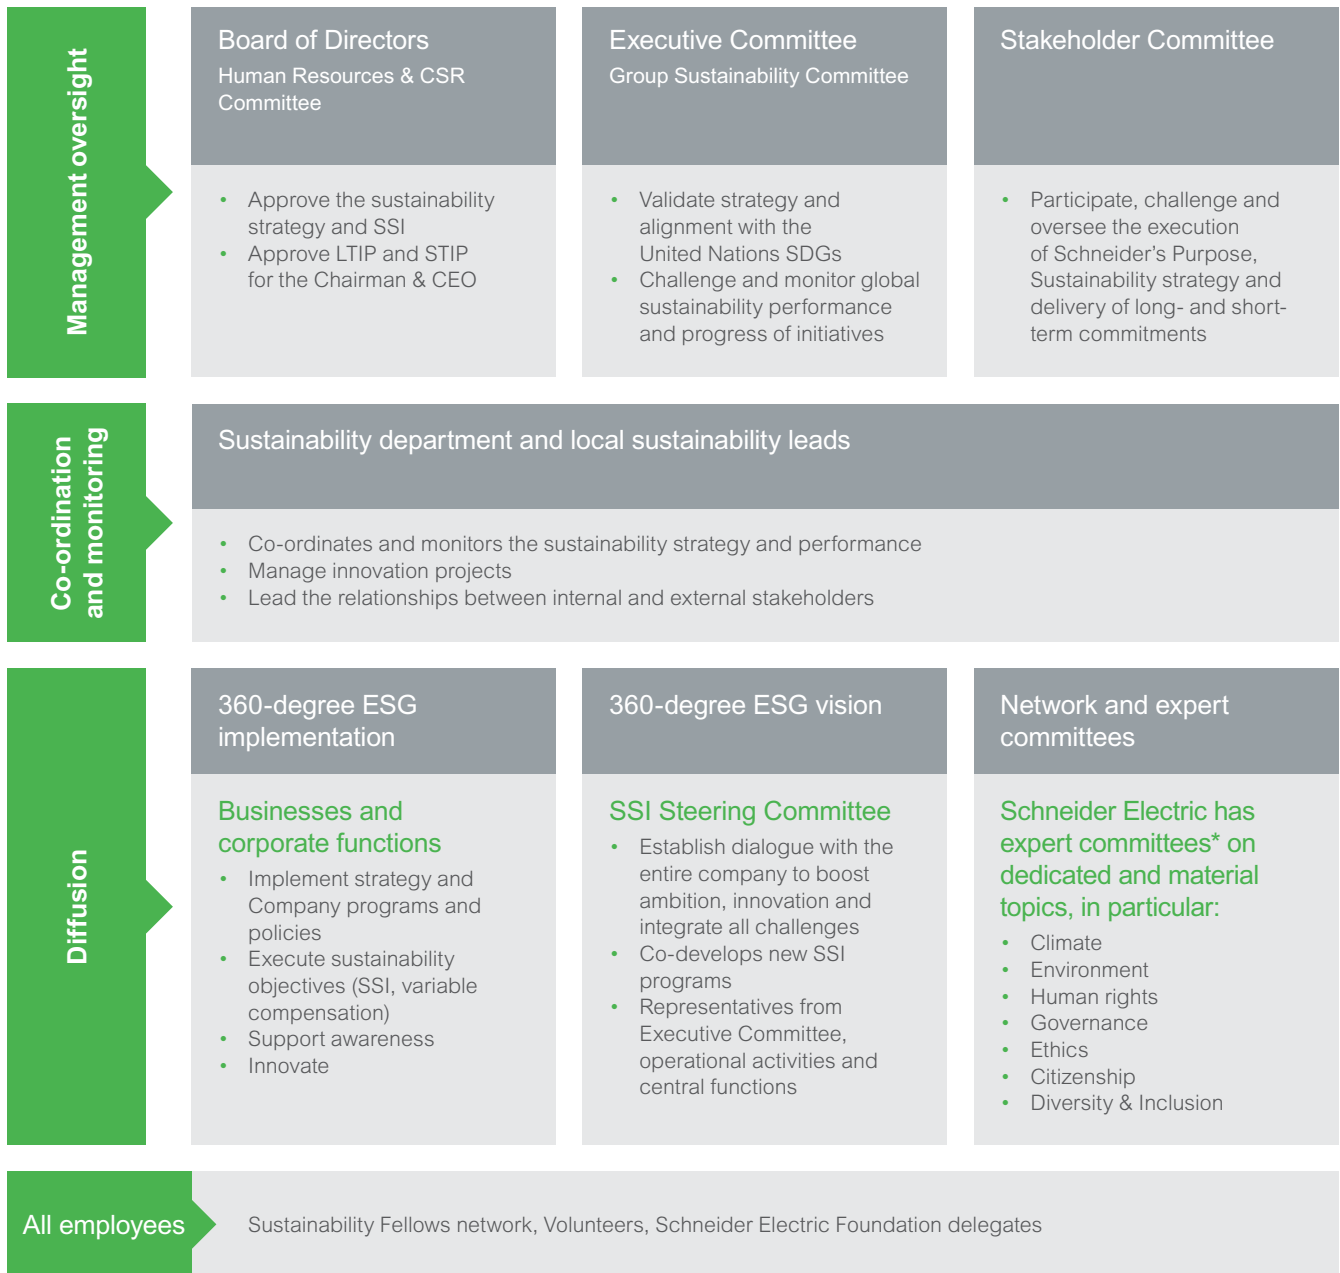 Management oversight
Board of Directors
Human Resources & CSR
Committee
• Approve the sustainability
strategy and SSI
• Approve LTIP and STIP
for the Chairman & CEO
Executive Committee
Group Sustainability Committee
• Validate strategy and
alignment with the
United Nations SDGs
• Challenge and monitor global
sustainability performance
and progress of initiatives
Stakeholder Committee
• Participate, challenge and
oversee the execution
of Schneider's Purpose,
Sustainability strategy and
delivery of long- and short-
term commitments
Co-ordination
and monitoring
Sustainability department and local sustainability leads
• Co-ordinates and monitors the sustainability strategy and performance
• Manage innovation projects
• Lead the relationships between internal and external stakeholders
Diffusion
360-degree ESG
implementation
Businesses and
corporate functions
• Implement strategy and
Company programs and
policies
• Execute sustainability
objectives (SSI, variable
compensation)
• Support awareness
• Innovate
360-degree ESG vision
SSI Steering Committee
• Establish dialogue with the
entire company to boost
ambition, innovation and
integrate all challenges
• Co-develops new SSI
programs
• Representatives from
Executive Committee,
operational activities and
central functions
Network and expert
committees
Schneider Electric has
expert committees* on
dedicated and material
topics, in particular:
• Climate
• Environment
• Human rights
• Governance
• Ethics
• Citizenship
• Diversity & Inclusion
All employees
Sustainability Fellows network, Volunteers, Schneider Electric Foundation delegates